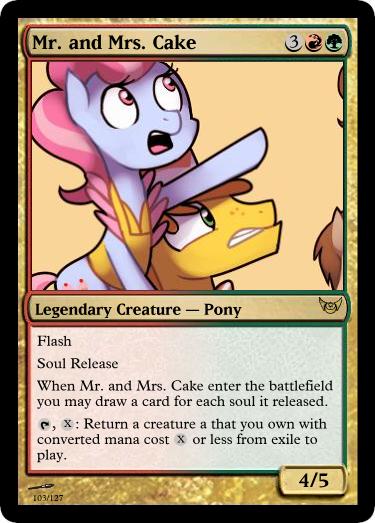 Mr. and Mrs. Cake 3
Legendary Creature — Pony
Flash
Soul Release
When Mr. and Mrs. Cake enter the battlefield
you may draw a card for each soul it released.
, X: Return a creature a that you own with
converted mana cost X or less from exile to
play.
4/5
103/127